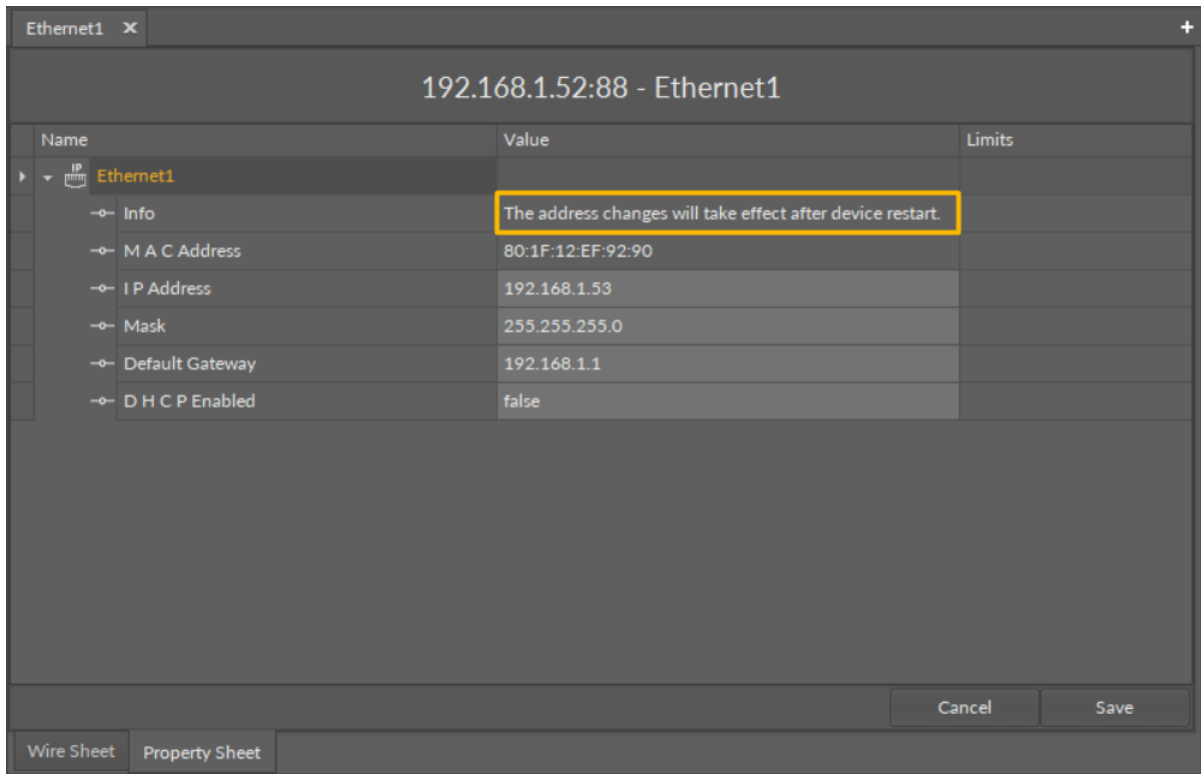 Ethernet1
192.168.1.52:88 - Ethernet1
Name Value Limits
IP
Ethernet1
Info The address changes will take effect after device restart.
M A C Address 80:1F:12:EF:92:90
I P Address 192.168.1.53
Mask 255.255.255.0
Default Gateway 192.168.1.1
D H C P Enabled false
Cancel Save
Wire Sheet Property Sheet